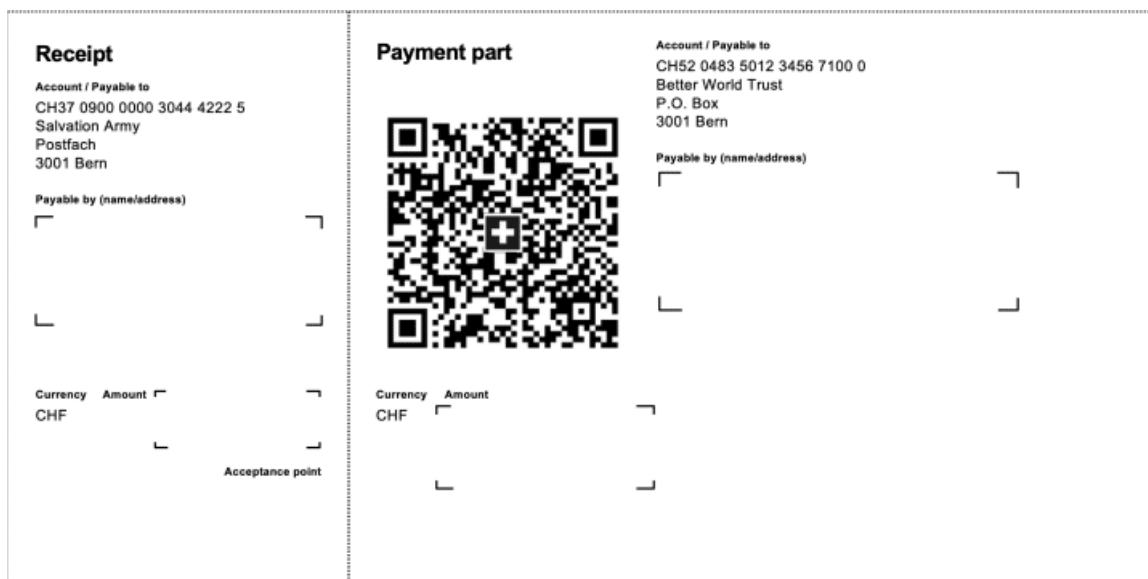 Receipt
Account / Payable to
CH37 0900 0000 3044 4222 5
Salvation Army
Postfach
3001 Bern
Payable by (name/address)
Currency Amount
CHF
Acceptance point
Payment part
Currency Amount
CHF
Account / Payable to
CH52 0483 5012 3456 7100 0
Better World Trust
P.O. Box
3001 Bern
Payable by (name/address)